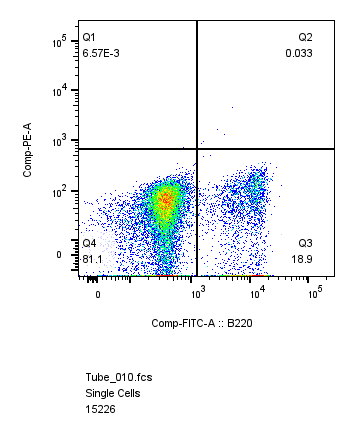 Q1
6.57E-3
Q2
0.033
10^5
10^4
10^3
10^2
0
Comp-PE-A
Q4
81.1
Q3
18.9
0
10^3
10^4
10^5
Comp-FITC-A :: B220
Tube_010.fcs
Single Cells
15226